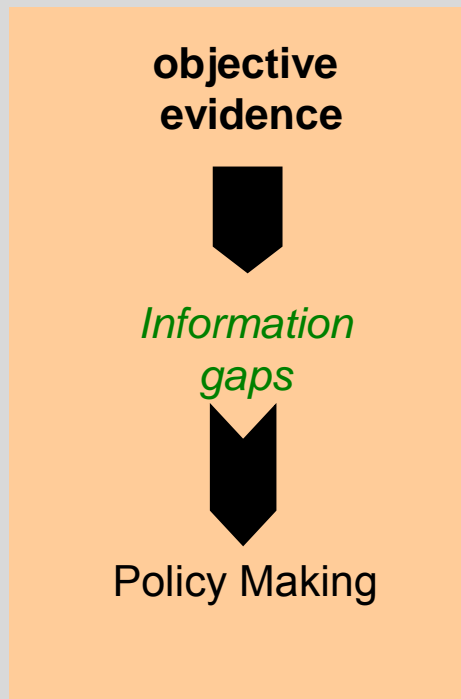 objective
evidence
Information
gaps
Policy Making